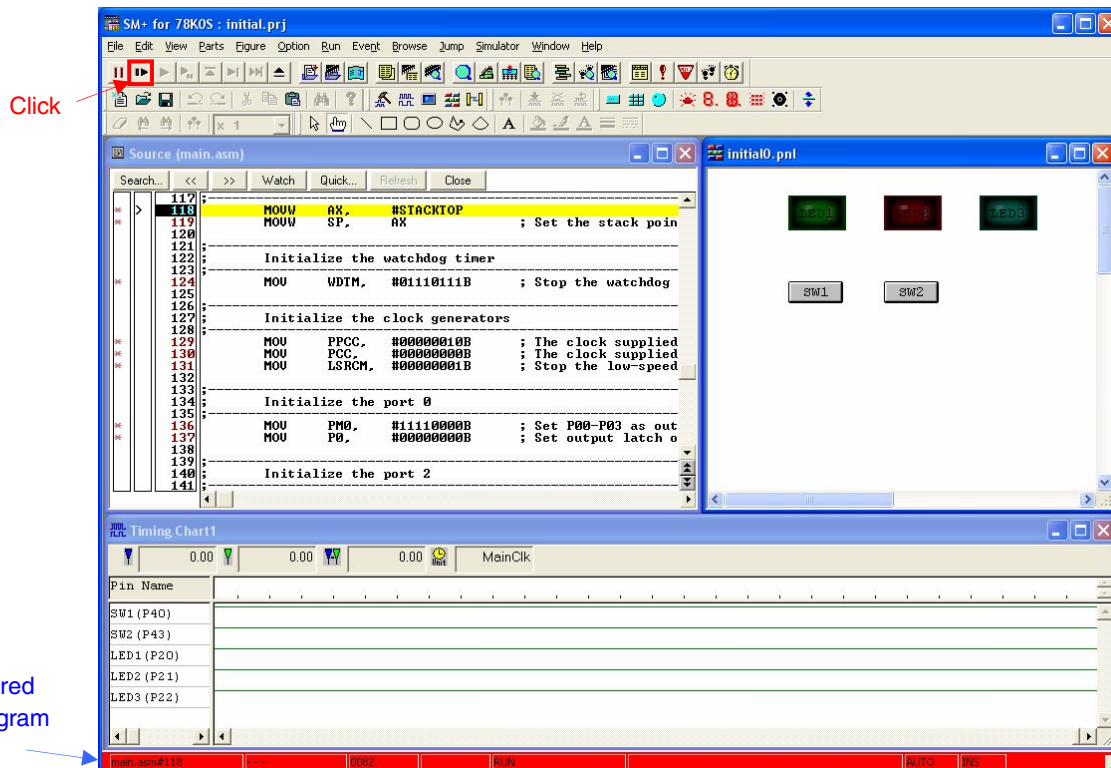 SM+ for 78K0S : initial.prj
File Edit View Parts Figure Option Run Event Browse Jump Simulator Window Help
Click
x 1
A
Source (main.asm)
initial0.pnl
Search... << >> Watch Quick... Refresh Close
117 ;
> 118 MOVW AX, #STACKTOP
119 MOVW SP, AX ; Set the stack poin
120
121 ;
122 ; Initialize the watchdog timer
123 ;
124 MOV WDTM, #01110111B ; Stop the watchdog
125
126 ;
127 ; Initialize the clock generators
128 ;
129 MOV PPCC, #00000010B ; The clock supplied
130 MOV PCC, #00000000B ; The clock supplied
131 MOV LSRCM, #00000001B ; Stop the low-speed
132
133 ;
134 ; Initialize the port 0
135 ;
136 MOV PM0, #11110000B ; Set P00-P03 as out
137 MOV P0, #00000000B ; Set output latch o
138
139 ;
140 ; Initialize the port 2
141 ;
LED1 LED2 LED3
SW1 SW2
Timing Chart1
0.00 0.00 0.00 Unit MainClk
Pin Name
SW1(P40)
SW2(P43)
LED1(P20)
LED2(P21)
LED3(P22)
red
gram
main.asm#118 --- 0082 RUN AUTO INS